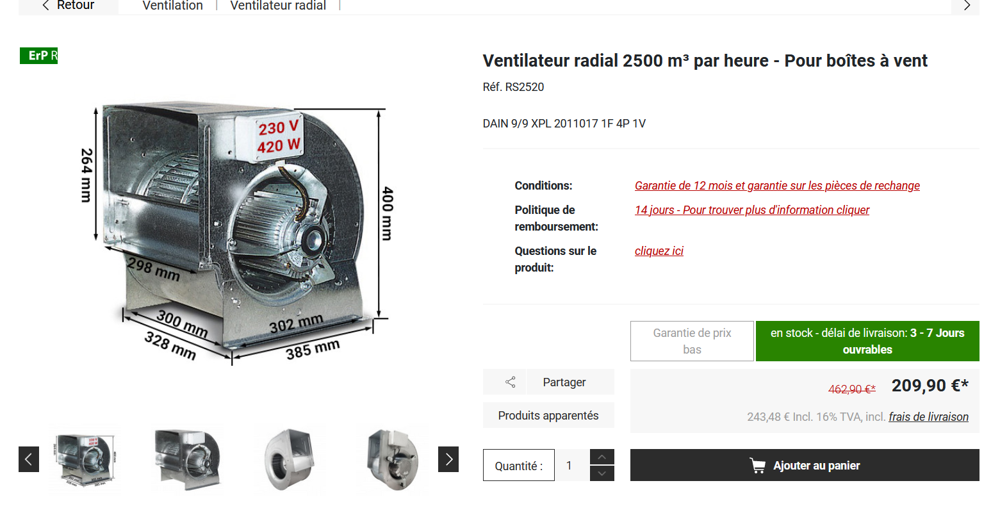 Retour
Ventilation
Ventilateur radial
ErP R
Ventilateur radial 2500 m³ par heure - Pour boîtes à vent
Réf. RS2520
DAIN 9/9 XPL 2011017 1F 4P 1V
230 V
420 W
264 mm
400 mm
298 mm
300 mm
302 mm
328 mm
385 mm
Conditions:
Garantie de 12 mois et garantie sur les pièces de rechange
Politique de
remboursement:
14 jours - Pour trouver plus d'information cliquer
Questions sur le
produit:
cliquez ici
Garantie de prix
bas
en stock - délai de livraison: 3 - 7 Jours
ouvrables
Partager
462,90 €* 209,90 €*
Produits apparentés
243,48 € Incl. 16% TVA, incl. frais de livraison
Quantité : 1
Ajouter au panier